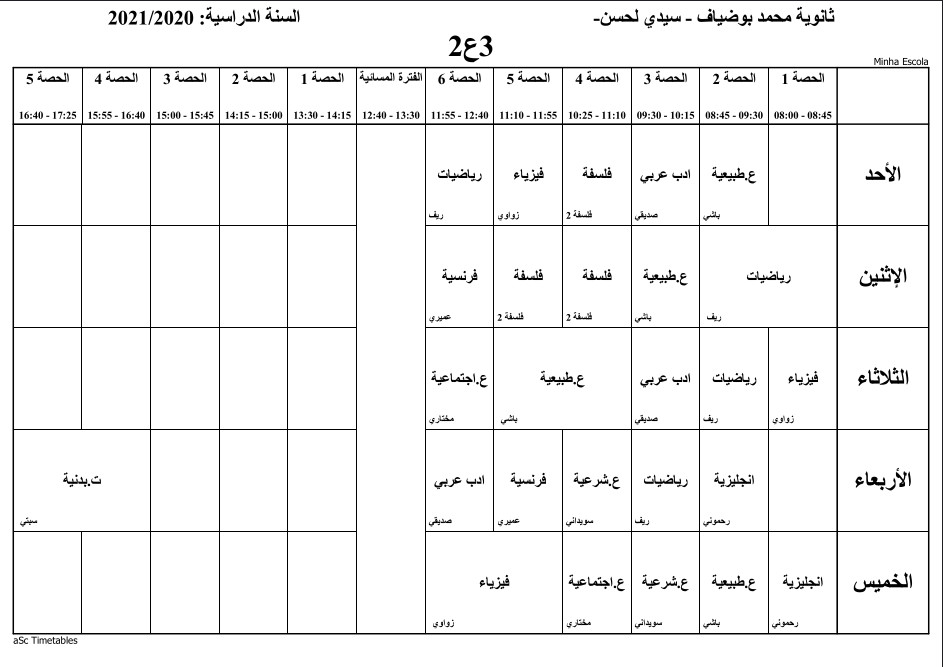 ثانوية محمد بوضياف - سيدي لحسن- السنة الدراسية: 2021/2020
3ع2
Minha Escola
الحصة 1 الحصة 2 الحصة 3 الحصة 4 الحصة 5 الحصة 6 الفترة المسائية الحصة 1 الحصة 2 الحصة 3 الحصة 4 الحصة 5
08:00 - 08:45 08:45 - 09:30 09:30 - 10:15 10:25 - 11:10 11:10 - 11:55 11:55 - 12:40 12:40 - 13:30 13:30 - 14:15 14:15 - 15:00 15:00 - 15:45 15:55 - 16:40 16:40 - 17:25
الأحد ع.طبيعية ادب عربي فلسفة فيزياء رياضيات
باشي صديقي فلسفة 2 زواوي ريف
الإثنين رياضيات ع.طبيعية فلسفة فلسفة فرنسية
ريف باشي فلسفة 2 فلسفة 2 عميري
الثلاثاء فيزياء رياضيات ادب عربي ع.طبيعية ع.اجتماعية
زواوي ريف صديقي باشي مختاري
الأربعاء انجليزية رياضيات ع.شرعية فرنسية ادب عربي ت.بدنية
رحموني ريف سويداني عميري صديقي سبتي
الخميس انجليزية ع.طبيعية ع.شرعية ع.اجتماعية فيزياء
رحموني باشي سويداني مختاري زواوي
aSc Timetables